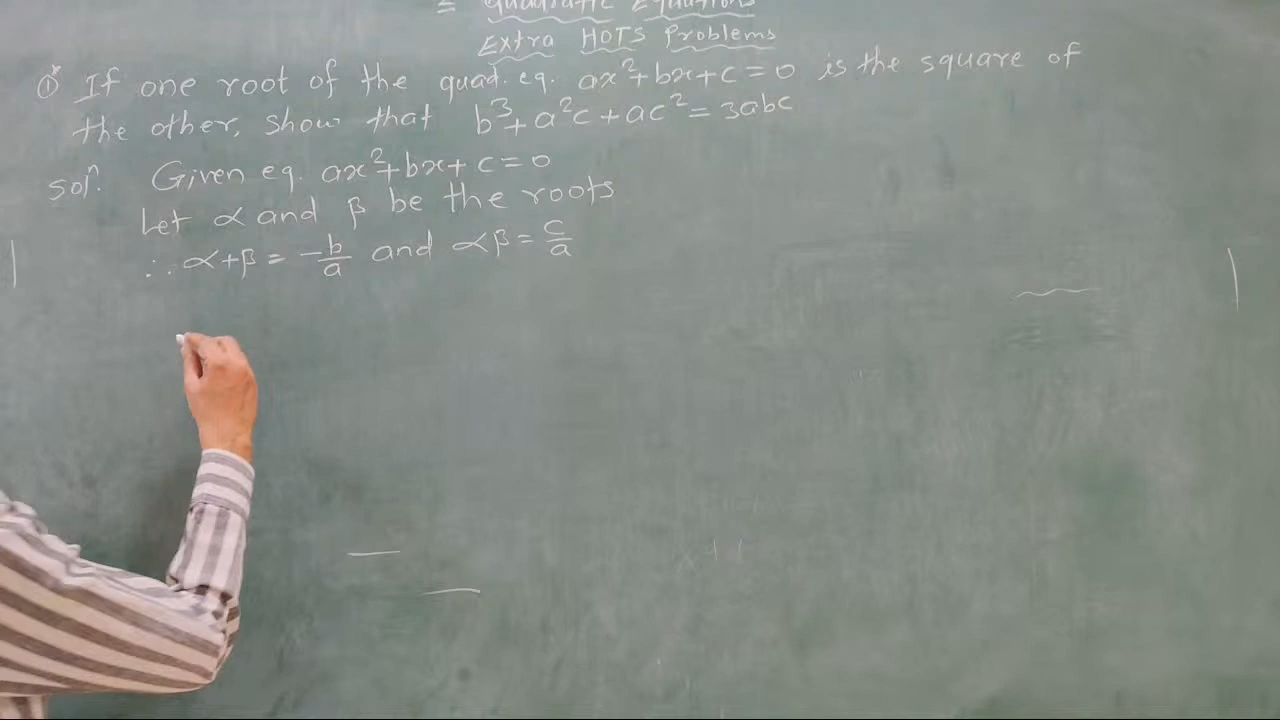 = Quadratic Equations
Extra HOTS Problems
①* If one root of the quad. eq. ax²+bx+c=0 is the square of
the other, show that b³+a²c+ac²=3abc
Solⁿ. Given eq. ax²+bx+c=0
Let α and β be the roots
∴ α+β = -b/a and αβ = c/a